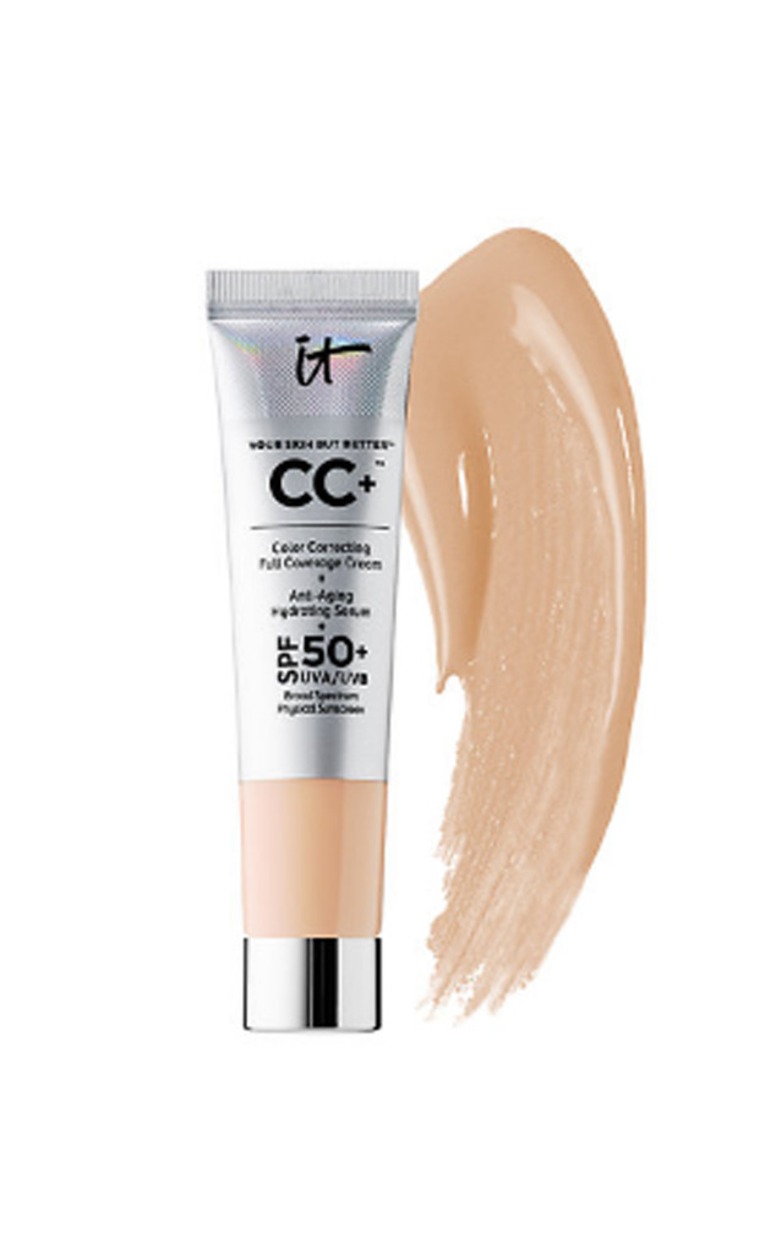 it
YOUR SKIN BUT BETTER™
CC+™
Color Correcting
Full Coverage Cream
+
Anti-Aging
Hydrating Serum
+
SPF 50+
UVA/UVB
Broad Spectrum
Physical Sunscreen